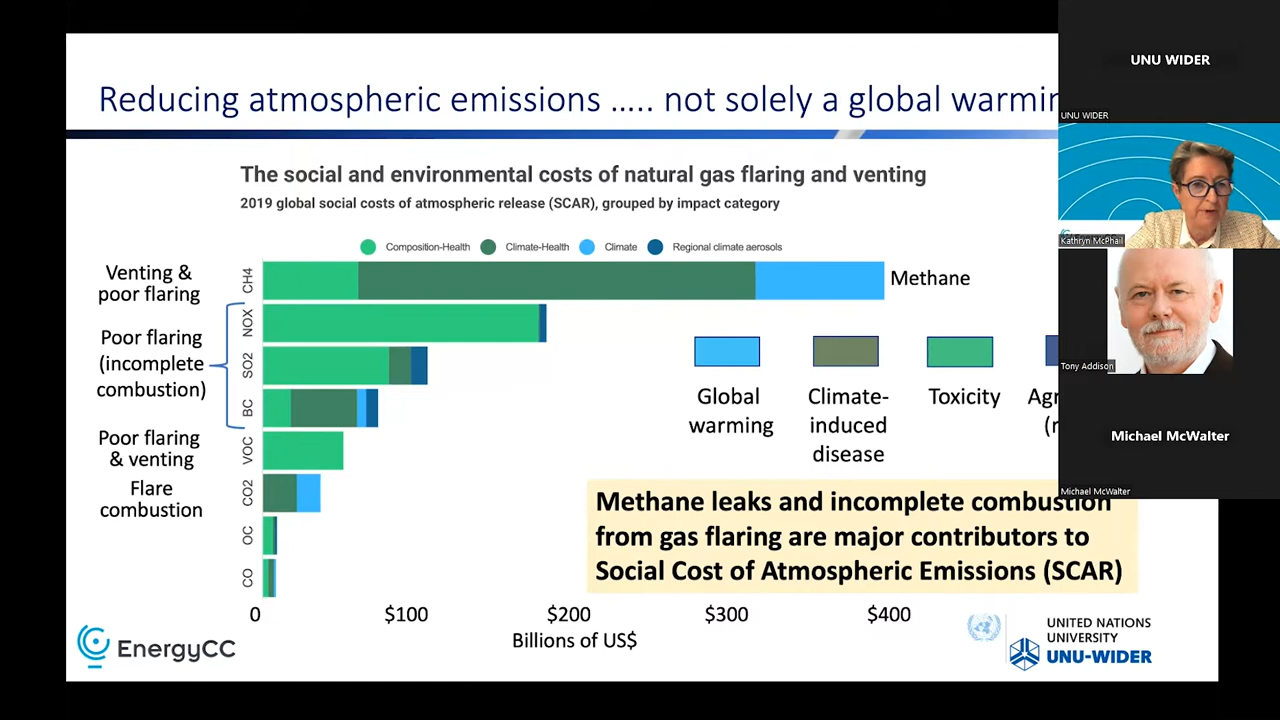 Reducing atmospheric emissions ….. not solely a global
The social and environmental costs of natural gas flaring and venting
2019 global social costs of atmospheric release (SCAR), grouped by impact category
Composition-Health
Climate-Health
Climate
Regional climate aerosols
Venting &
poor flaring
CH4
Methane
Poor flaring
(incomplete
combustion)
NOX
SO2
BC
Poor flaring
& venting
VOC
Flare
combustion
CO2
OC
CO
Global
warming
Climate-
induced
disease
Toxicity
Methane leaks and incomplete combustion
from gas flaring are major contributors to
Social Cost of Atmospheric Emissions (SCAR)
0
$100
$200
$300
$400
Billions of US$
EnergyCC
UNITED NATIONS
UNIVERSITY
UNU-WIDER
UNU WIDER
UNU WIDER
Kathryn McPhail
Tony Addison
Michael McWalter
Michael McWalter